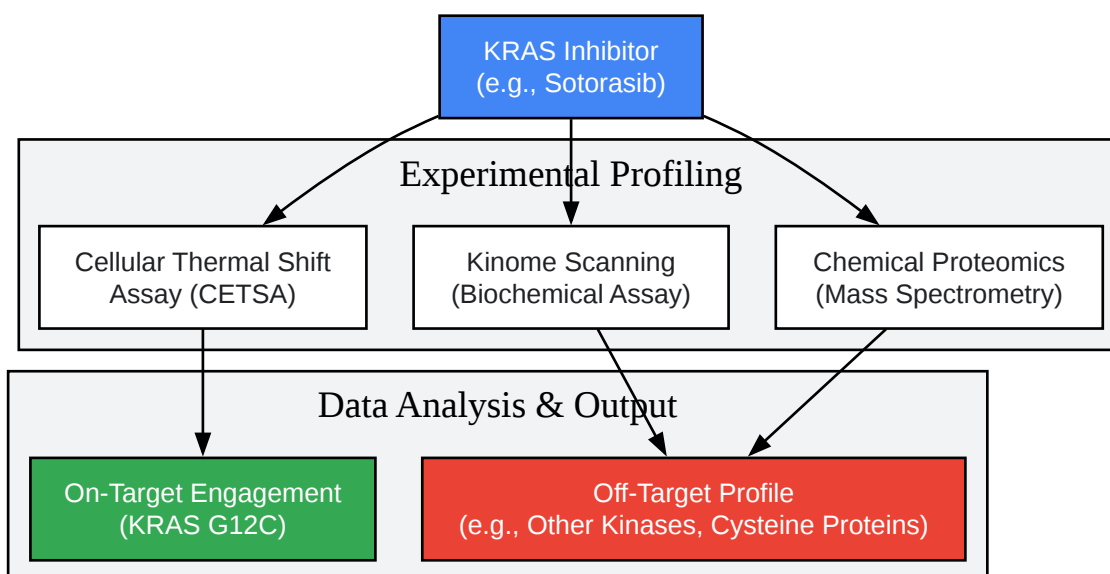 KRAS Inhibitor
(e.g., Sotorasib)
Experimental Profiling
Cellular Thermal Shift
Assay (CETSA)
Kinome Scanning
(Biochemical Assay)
Chemical Proteomics
(Mass Spectrometry)
Data Analysis & Output
On-Target Engagement
(KRAS G12C)
Off-Target Profile
(e.g., Other Kinases, Cysteine Proteins)